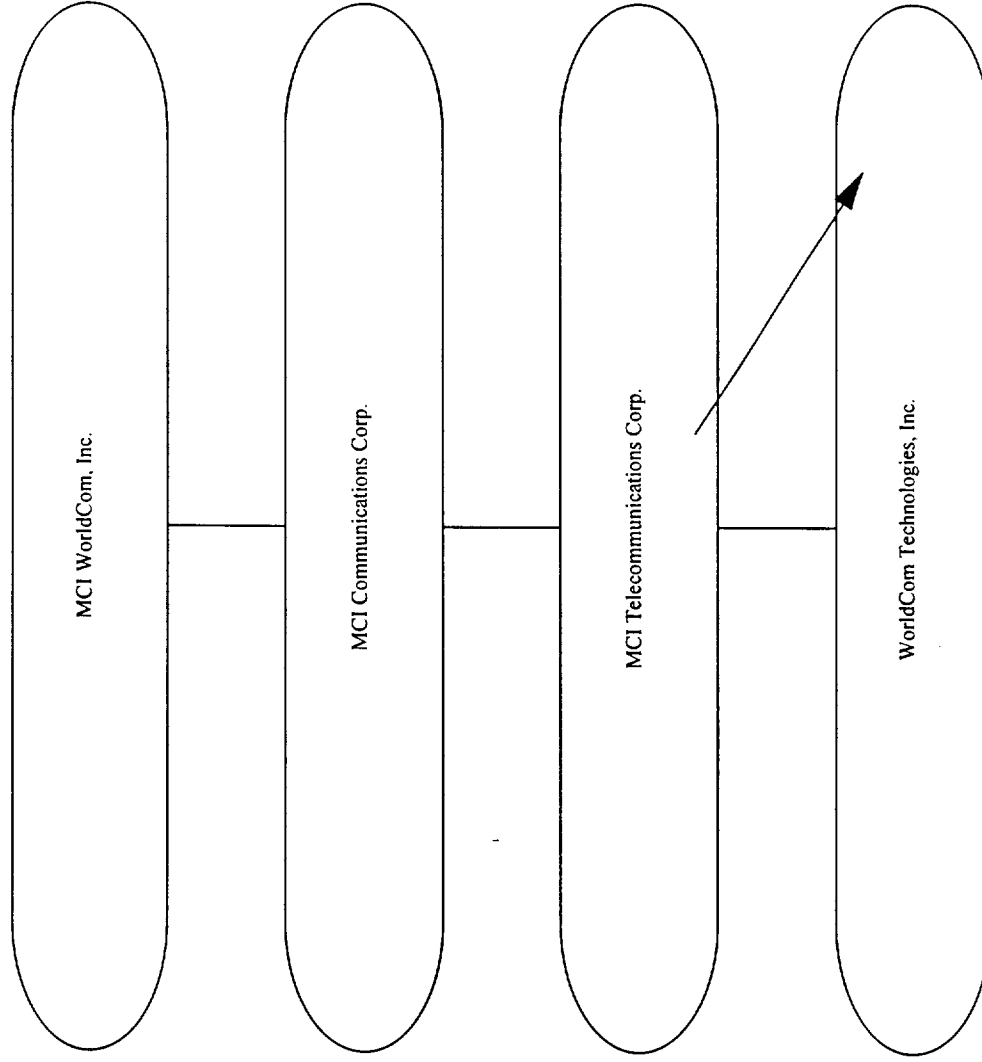 MCI WorldCom, Inc.
MCI Communications Corp.
MCI Telecommunications Corp.
WorldCom Technologies, Inc.